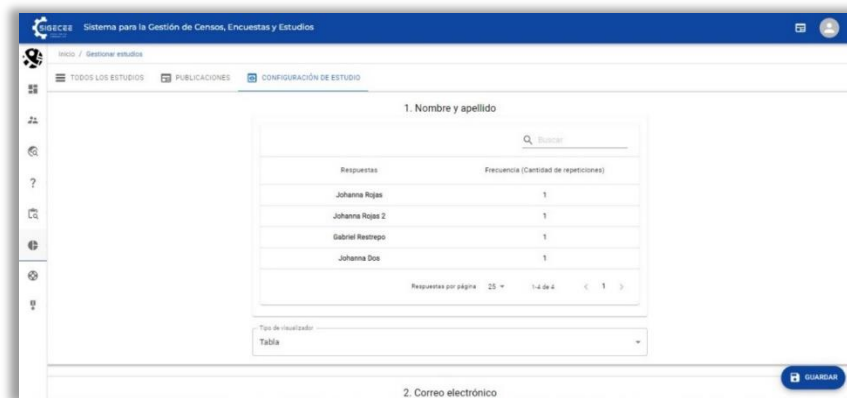 SIGECEE Sistema para la Gestión de Censos, Encuestas y Estudios
Inicio / Gestionar estudios
TODOS LOS ESTUDIOS PUBLICACIONES CONFIGURACIÓN DE ESTUDIO
1. Nombre y apellido
Buscar
Respuestas Frecuencia (Cantidad de repeticiones)
Johanna Rojas 1
Johanna Rojas 2 1
Gabriel Restrepo 1
Johanna Dos 1
Respuestas por página 25 1-4 de 4 < 1 >
Tipo de visualizador
Tabla
GUARDAR
2. Correo electrónico